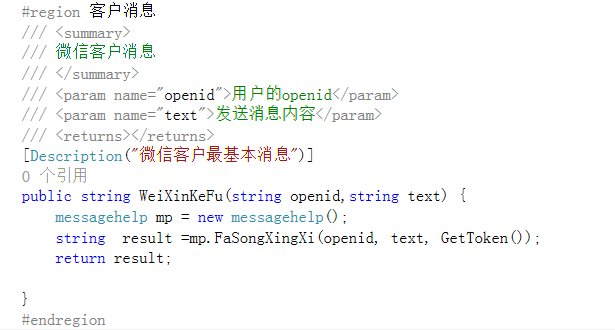 #region 客户消息
/// <summary>
/// 微信客户消息
/// </summary>
/// <param name="openid">用户的openid</param>
/// <param name="text">发送消息内容</param>
/// <returns></returns>
[Description("微信客户最基本消息")]
0 个引用
public string WeiXinKeFu(string openid,string text) {
    messagehelp mp = new messagehelp();
    string  result =mp.FaSongXingXi(openid, text, GetToken());
    return result;

}
#endregion